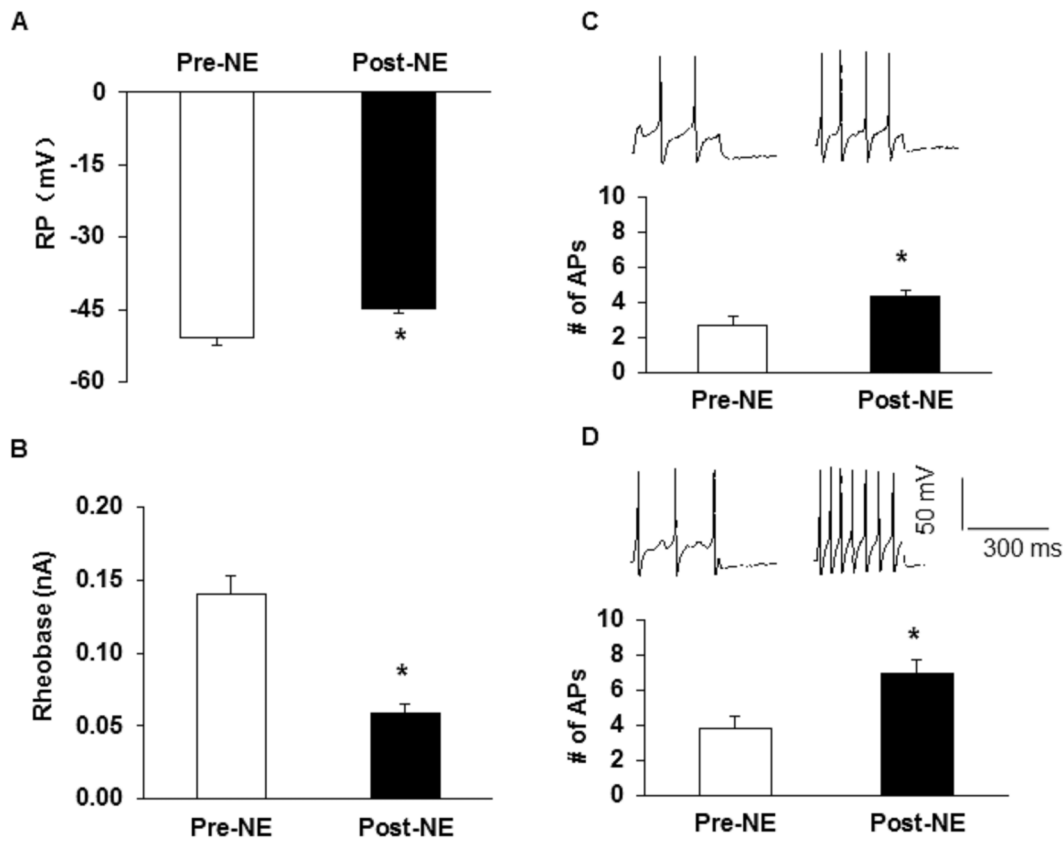 A
Pre-NE Post-NE
0
-15
-30
-45
-60
RP (mV)
*
B
0.20
0.15
0.10
0.05
0.00
Rheobase (nA)
*
Pre-NE Post-NE
C
10
8
6
4
2
0
# of APs
*
Pre-NE Post-NE
D
50 mV
300 ms
10
8
6
4
2
0
# of APs
*
Pre-NE Post-NE